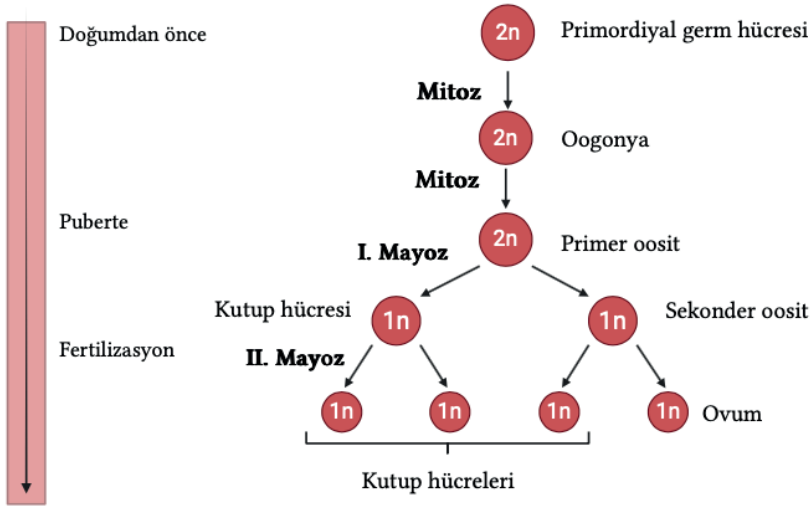 Doğumdan önce
2n
Primordiyal germ hücresi
Mitoz
2n
Oogonya
Mitoz
Puberte
2n
Primer oosit
I. Mayoz
Kutup hücresi
1n
1n
Sekonder oosit
Fertilizasyon
II. Mayoz
1n
1n
1n
1n
Ovum
Kutup hücreleri